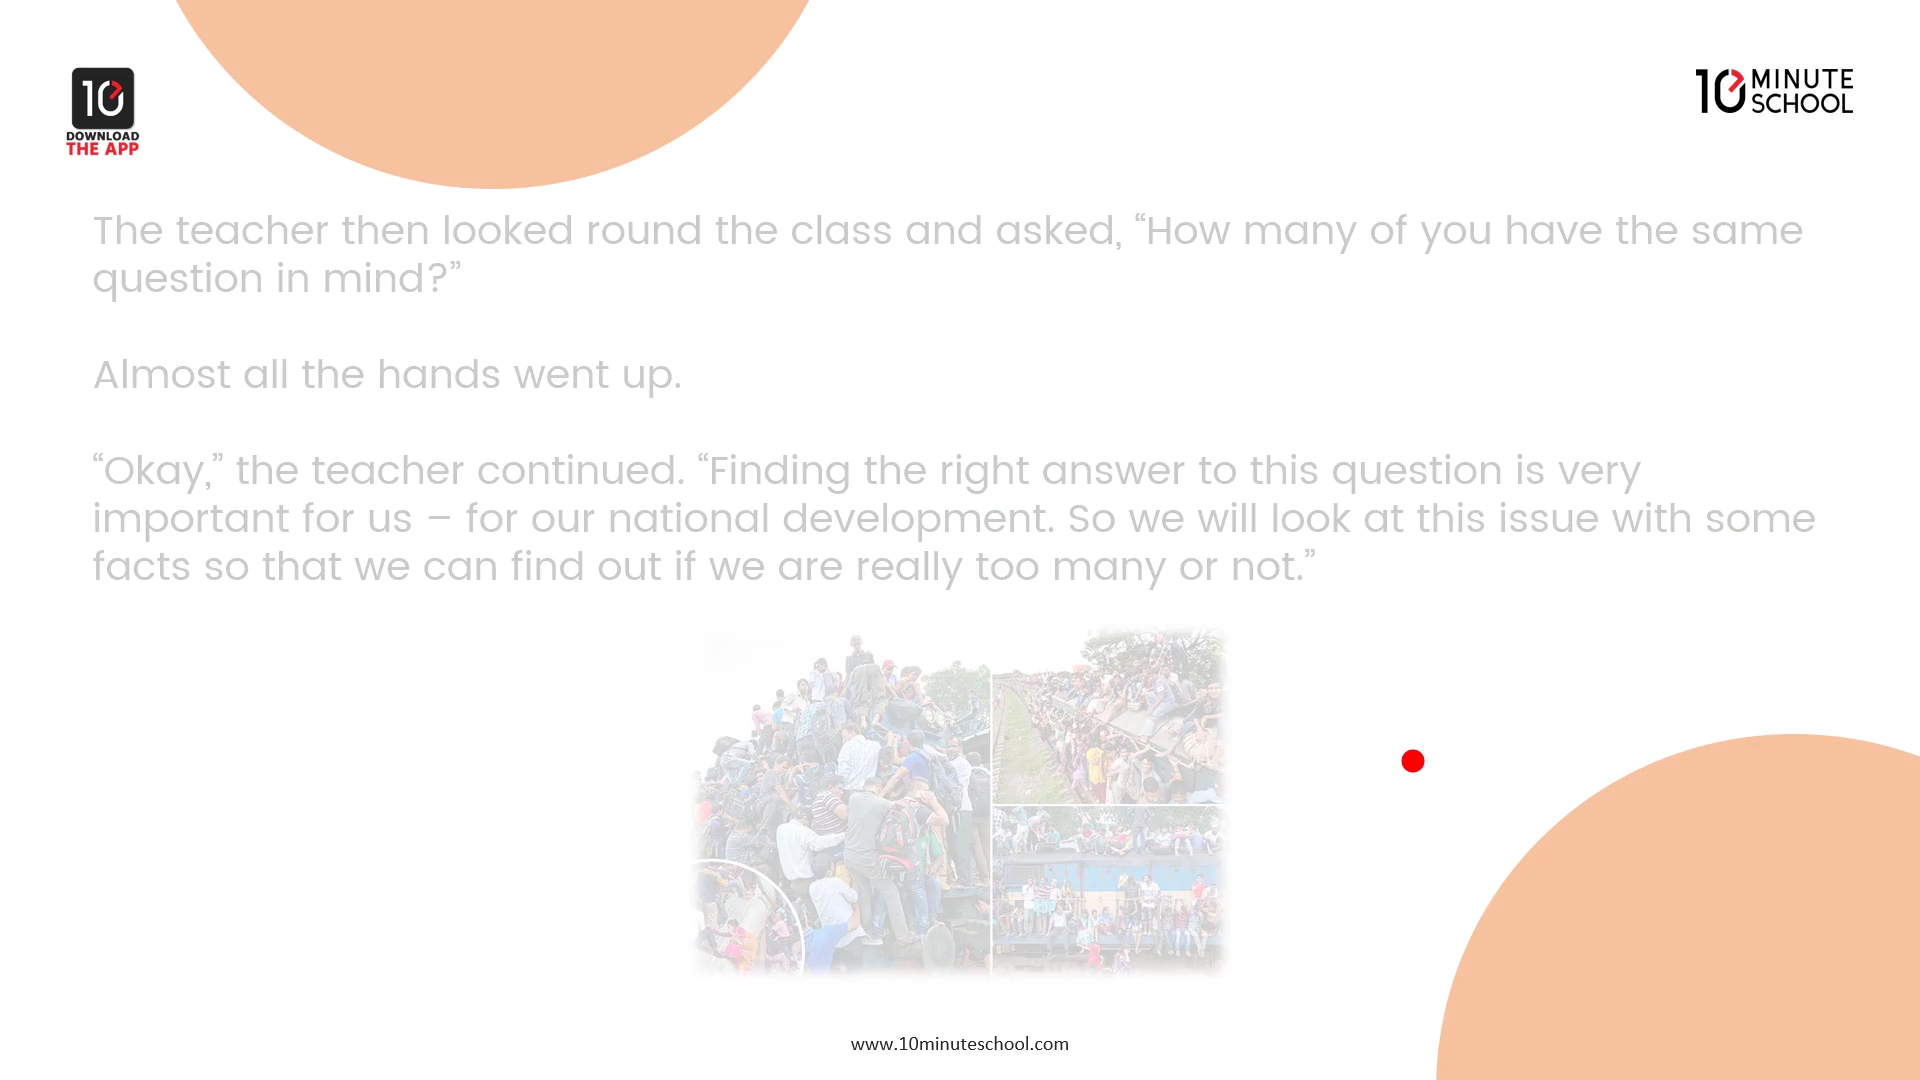 10
DOWNLOAD
THE APP
10 MINUTE
SCHOOL
The teacher then looked round the class and asked, “How many of you have the same
question in mind?”
Almost all the hands went up.
“Okay,” the teacher continued. “Finding the right answer to this question is very
important for us – for our national development. So we will look at this issue with some
facts so that we can find out if we are really too many or not.”
www.10minuteschool.com